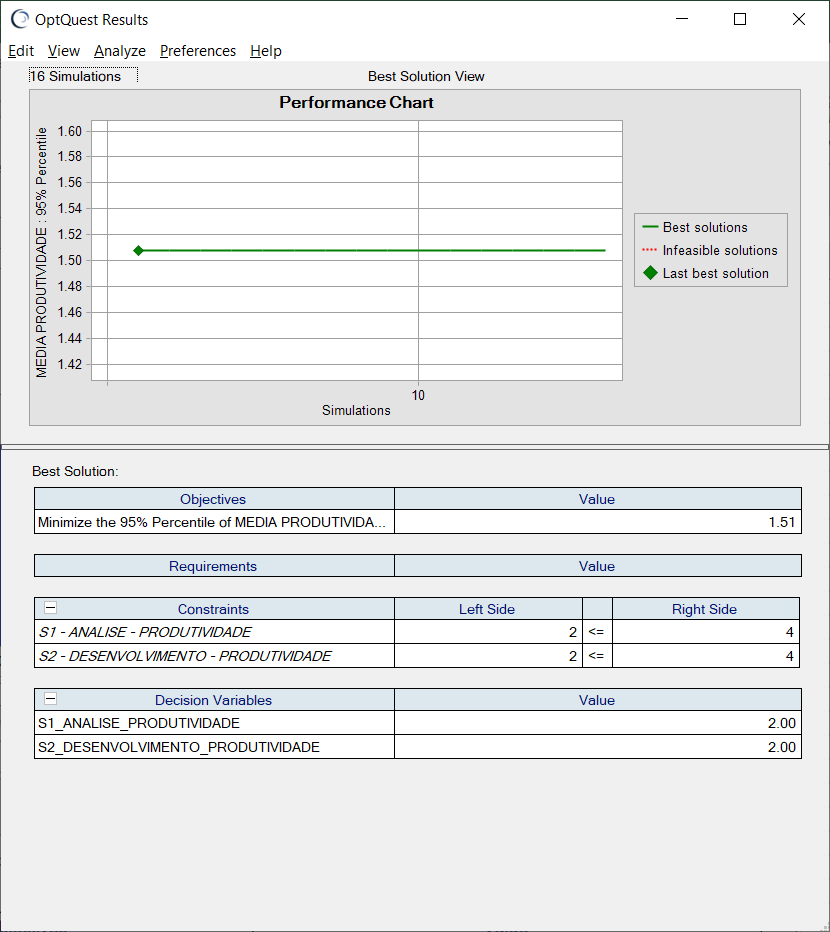 OptQuest Results
Edit View Analyze Preferences Help
16 Simulations Best Solution View
Performance Chart
MEDIA PRODUTIVIDADE : 95% Percentile
1.60
1.58
1.56
1.54
1.52
1.50
1.48
1.46
1.44
1.42
10
Simulations
Best solutions
Infeasible solutions
Last best solution
Best Solution:
Objectives Value
Minimize the 95% Percentile of MEDIA PRODUTIVIDA... 1.51
Requirements Value
Constraints Left Side Right Side
S1 - ANALISE - PRODUTIVIDADE 2 <= 4
S2 - DESENVOLVIMENTO - PRODUTIVIDADE 2 <= 4
Decision Variables Value
S1_ANALISE_PRODUTIVIDADE 2.00
S2_DESENVOLVIMENTO_PRODUTIVIDADE 2.00